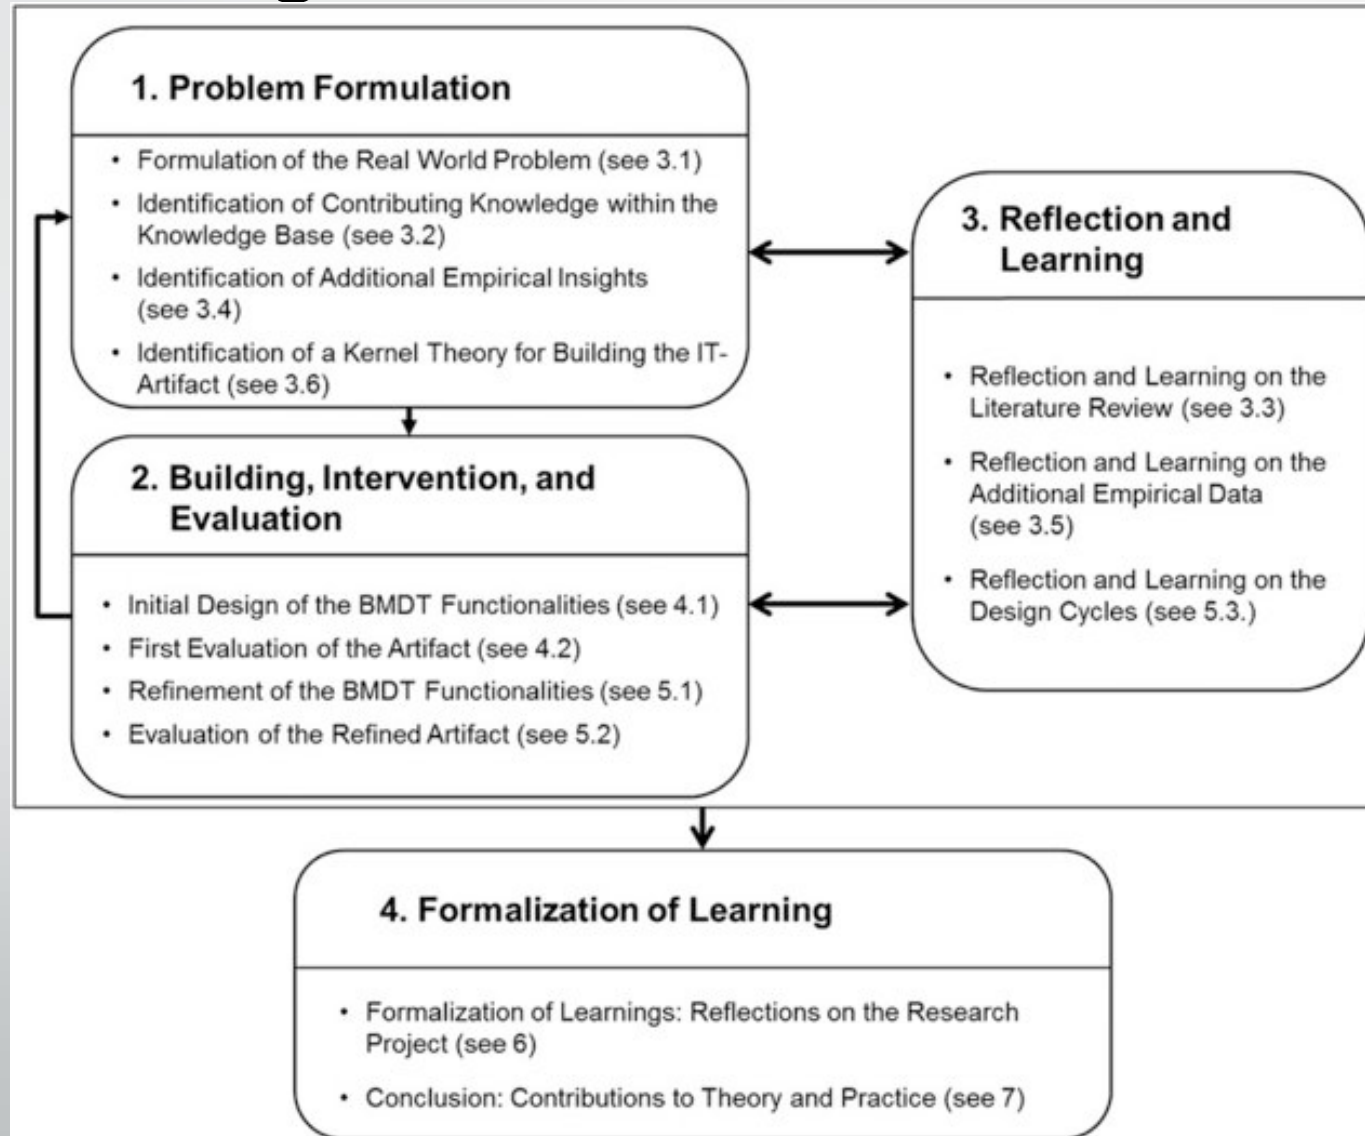 1. Problem Formulation
• Formulation of the Real World Problem (see 3.1)
• Identification of Contributing Knowledge within the
Knowledge Base (see 3.2)
• Identification of Additional Empirical Insights
(see 3.4)
• Identification of a Kernel Theory for Building the IT-
Artifact (see 3.6)
2. Building, Intervention, and
Evaluation
• Initial Design of the BMDT Functionalities (see 4.1)
• First Evaluation of the Artifact (see 4.2)
• Refinement of the BMDT Functionalities (see 5.1)
• Evaluation of the Refined Artifact (see 5.2)
3. Reflection and
Learning
• Reflection and Learning on the
Literature Review (see 3.3)
• Reflection and Learning on the
Additional Empirical Data
(see 3.5)
• Reflection and Learning on the
Design Cycles (see 5.3.)
4. Formalization of Learning
• Formalization of Learnings: Reflections on the Research
Project (see 6)
• Conclusion: Contributions to Theory and Practice (see 7)